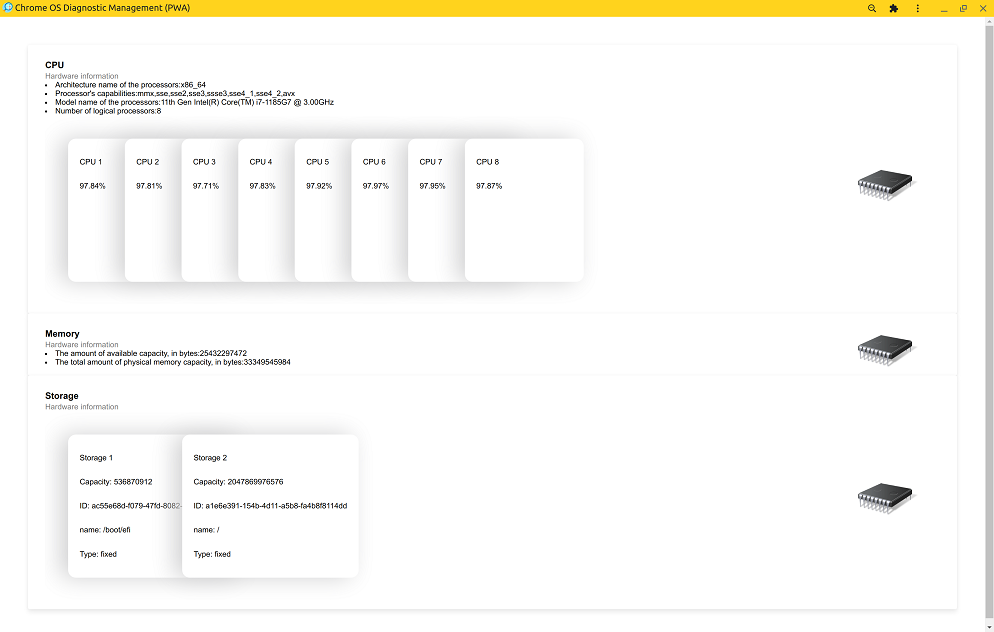 Chrome OS Diagnostic Management (PWA)
CPU
Hardware information
Architecture name of the processors:x86_64
Processor's capabilities:mmx,sse,sse2,sse3,ssse3,sse4_1,sse4_2,avx
Model name of the processors:11th Gen Intel(R) Core(TM) i7-1185G7 @ 3.00GHz
Number of logical processors:8
CPU 1 CPU 2 CPU 3 CPU 4 CPU 5 CPU 6 CPU 7 CPU 8
97.84% 97.81% 97.71% 97.83% 97.92% 97.97% 97.95% 97.87%
Memory
Hardware information
The amount of available capacity, in bytes:25432297472
The total amount of physical memory capacity, in bytes:33349545984
Storage
Hardware information
Storage 1
Capacity: 536870912
ID: ac55e68d-f079-47fd-8082-
name: /boot/efi
Type: fixed
Storage 2
Capacity: 2047869976576
ID: a1e6e391-154b-4d11-a5b8-fa4b8f8114dd
name: /
Type: fixed